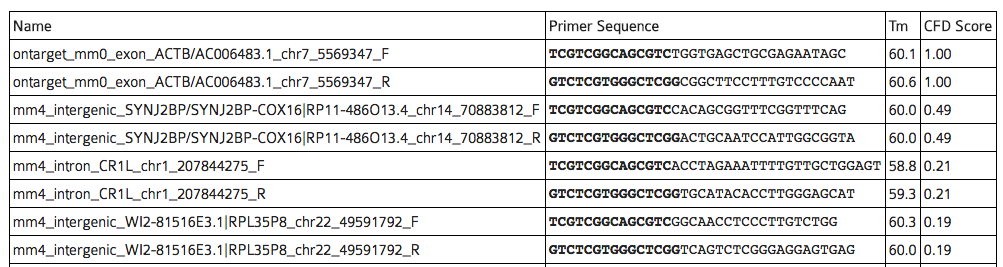 Name Primer Sequence Tm CFD Score
ontarget_mm0_exon_ACTB/AC006483.1_chr7_5569347_F TCGTCGGCAGCGTCTGGTGAGCTGCGAGAATAGC 60.1 1.00
ontarget_mm0_exon_ACTB/AC006483.1_chr7_5569347_R GTCTCGTGGGCTCGGCGGCTTCCTTTGTCCCCAAT 60.6 1.00
mm4_intergenic_SYNJ2BP/SYNJ2BP-COX16|RP11-486O13.4_chr14_70883812_F TCGTCGGCAGCGTCCACAGCGGTTTCGGTTTCAG 60.0 0.49
mm4_intergenic_SYNJ2BP/SYNJ2BP-COX16|RP11-486O13.4_chr14_70883812_R GTCTCGTGGGCTCGGACTGCAATCCATTGGCGGTA 60.0 0.49
mm4_intron_CR1L_chr1_207844275_F TCGTCGGCAGCGTCACCTAGAAATTTTGTTGCTGGAGT 58.8 0.21
mm4_intron_CR1L_chr1_207844275_R GTCTCGTGGGCTCGGTGCATACACCTTGGGAGCAT 59.3 0.21
mm4_intergenic_WI2-81516E3.1|RPL35P8_chr22_49591792_F TCGTCGGCAGCGTCGGCAACCTCCCTTGTCTGG 60.3 0.19
mm4_intergenic_WI2-81516E3.1|RPL35P8_chr22_49591792_R GTCTCGTGGGCTCGGTCAGTCTCGGGAGGAGTGAG 60.0 0.19